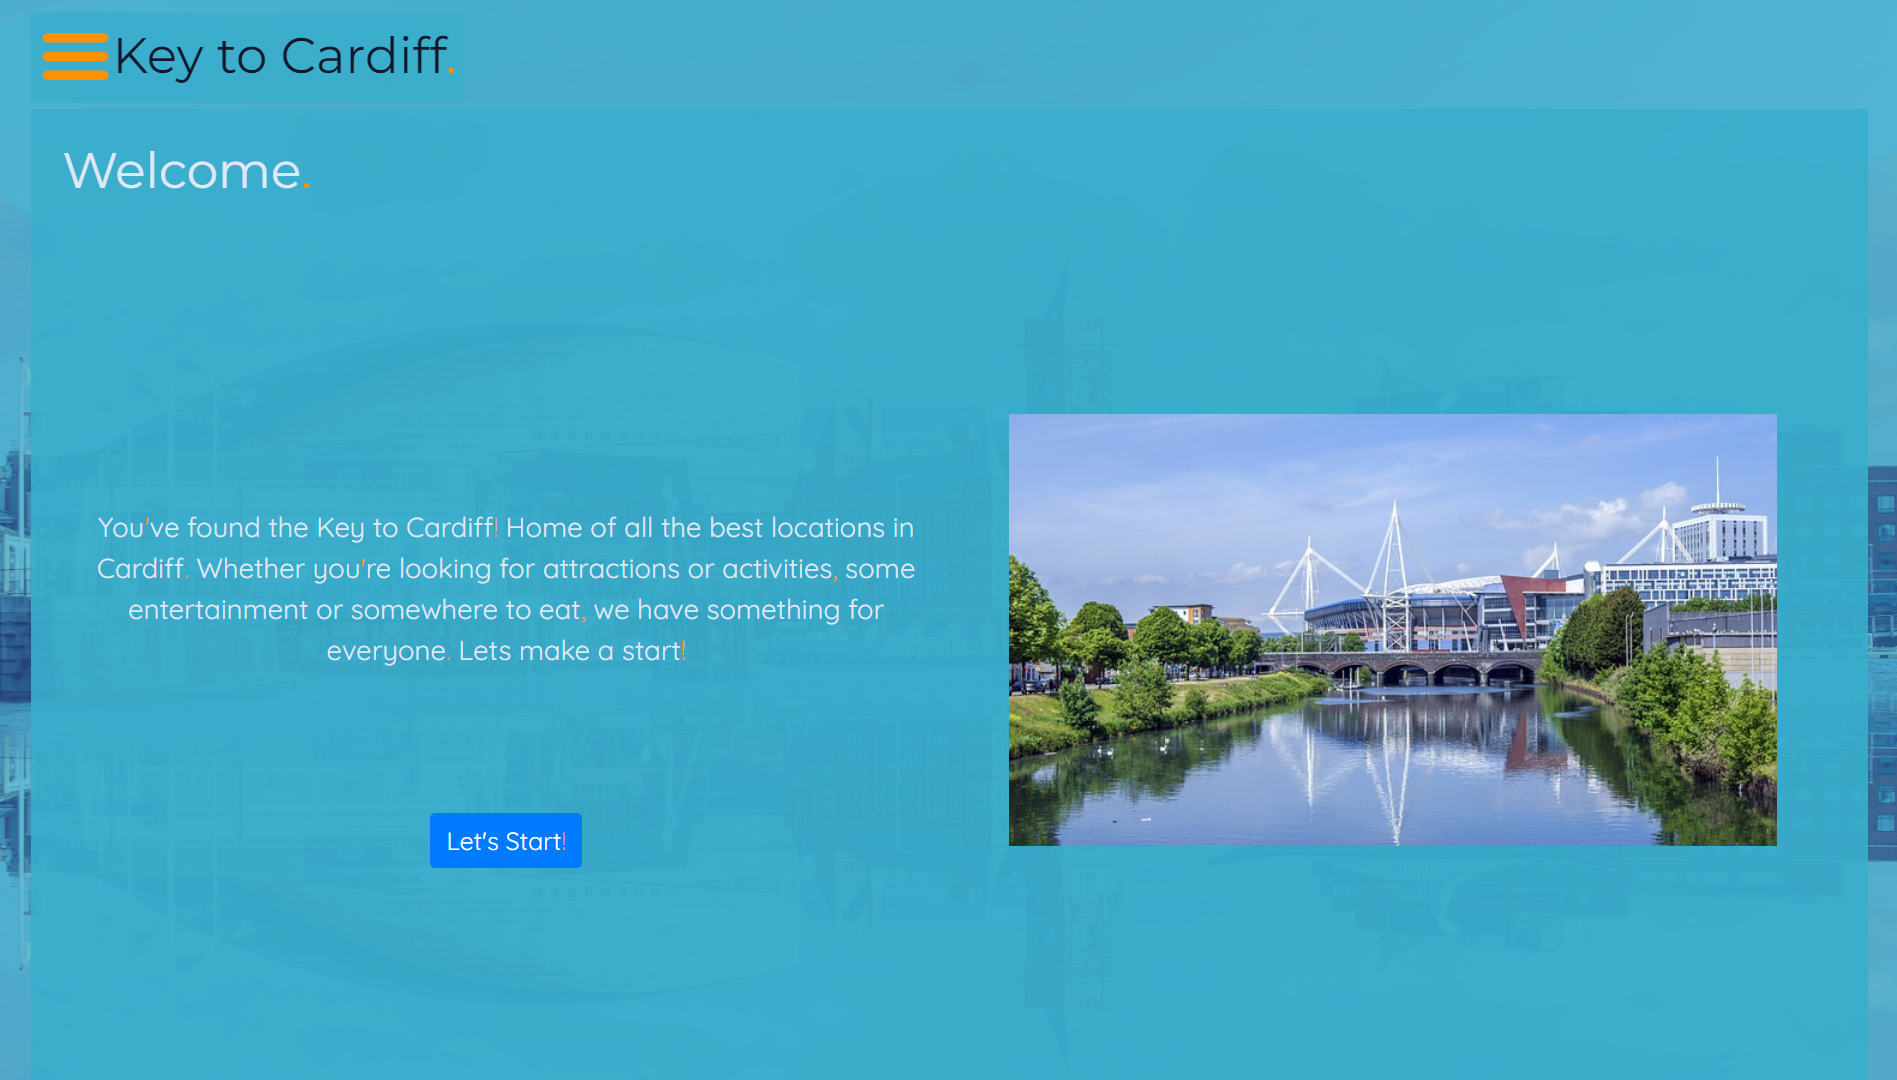 Key to Cardiff.
Welcome.
You've found the Key to Cardiff! Home of all the best locations in
Cardiff. Whether you're looking for attractions or activities, some
entertainment or somewhere to eat, we have something for
everyone. Lets make a start!
Let's Start!